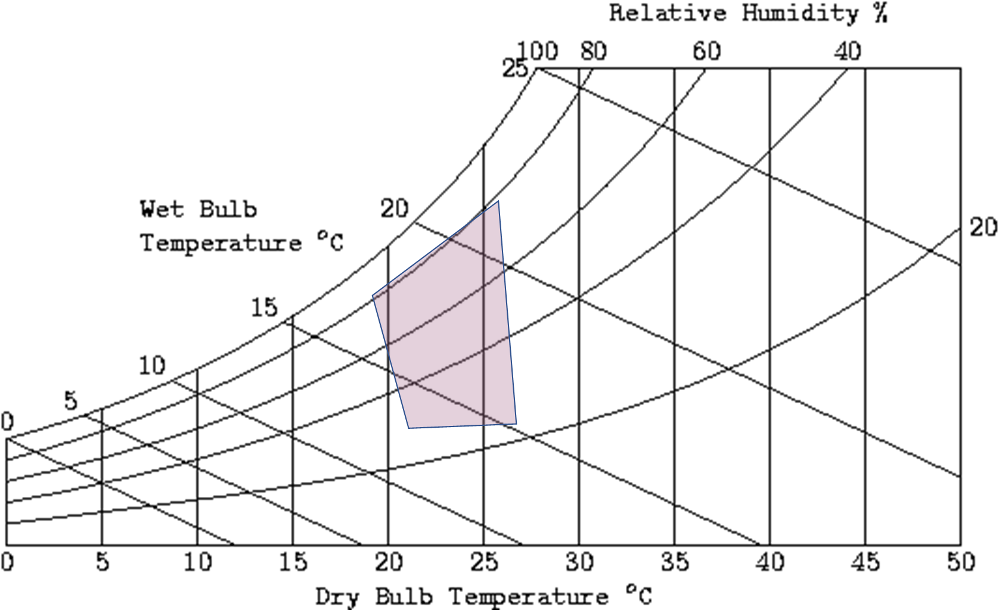 Relative Humidity %
100 80 60 40
25
Wet Bulb
Temperature °C
20
20
15
10
5
0
0 5 10 15 20 25 30 35 40 45 50
Dry Bulb Temperature °C